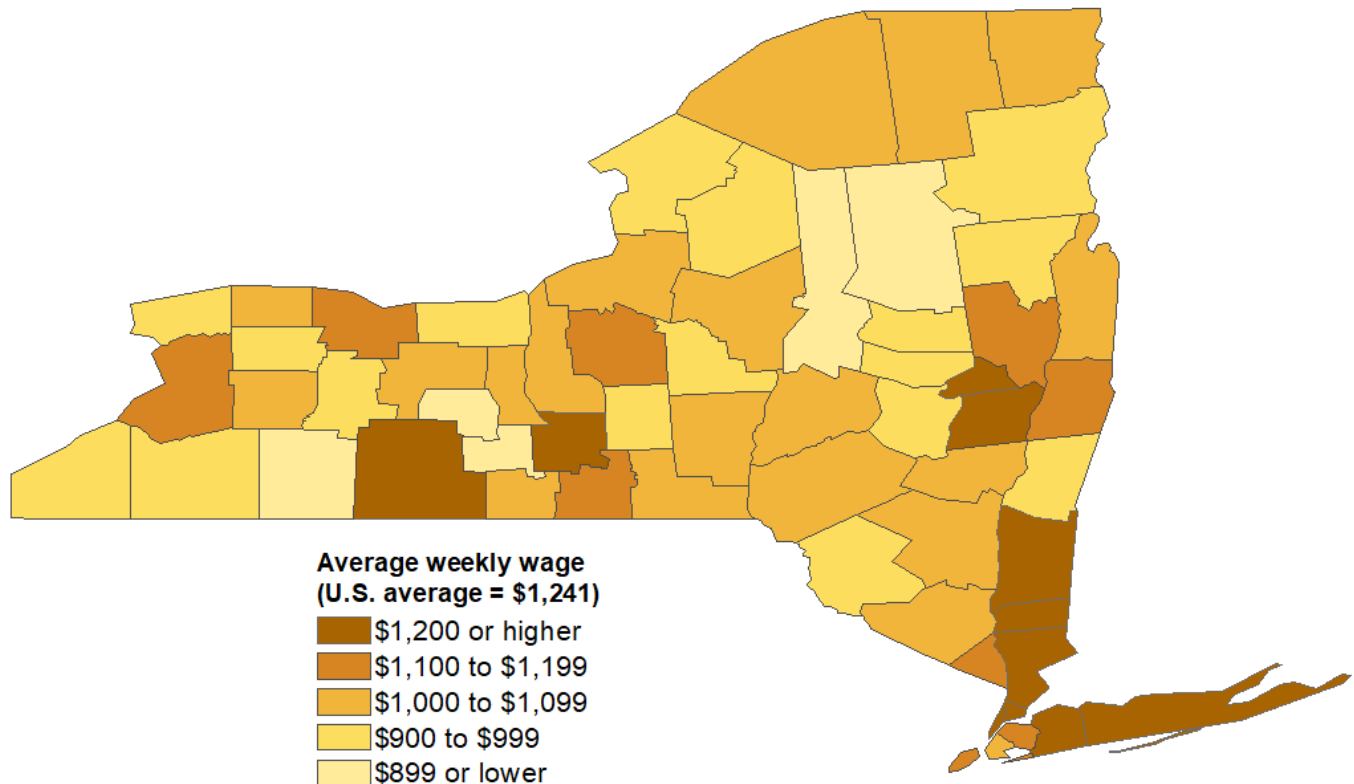 Average weekly wage
(U.S. average = $1,241)
$1,200 or higher
$1,100 to $1,199
$1,000 to $1,099
$900 to $999
$899 or lower